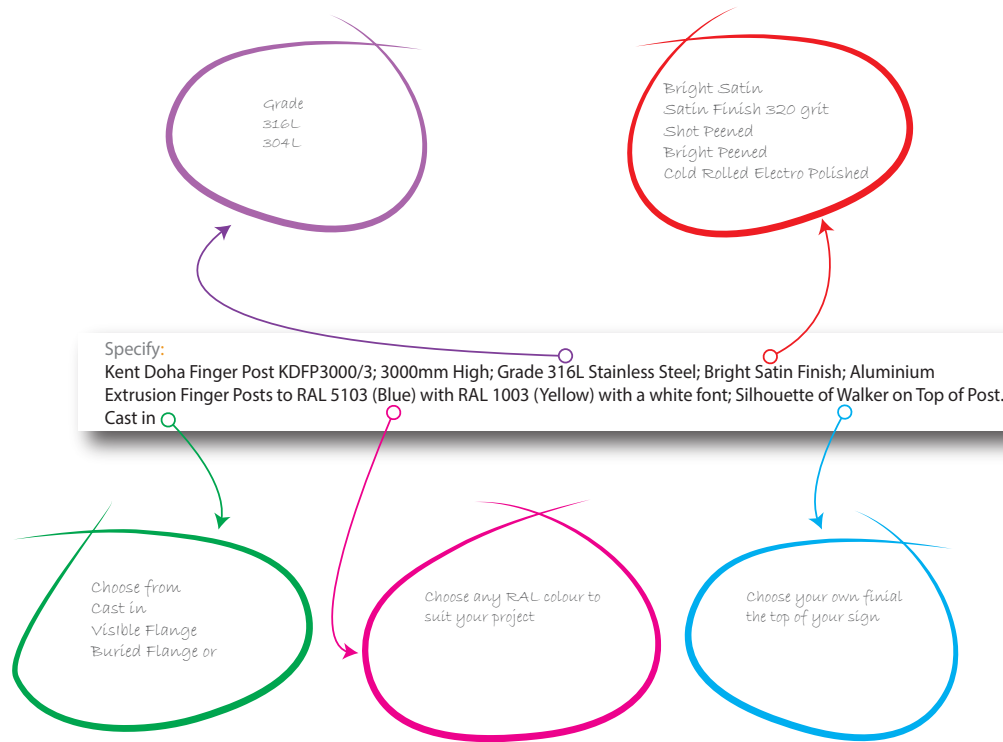 Grade
316L
304L
Bright Satin
Satin Finish 320 grit
Shot Peened
Bright Peened
Cold Rolled Electro Polished
Specify:
Kent Doha Finger Post KDFP3000/3; 3000mm High; Grade 316L Stainless Steel; Bright Satin Finish; Aluminium
Extrusion Finger Posts to RAL 5103 (Blue) with RAL 1003 (Yellow) with a white font; Silhouette of Walker on Top of Post.
Cast in
Choose from
Cast in
VisIble Flange
Buried Flange or
Choose any RAL colour to
suit your project
Choose your own finial
the top of your sign